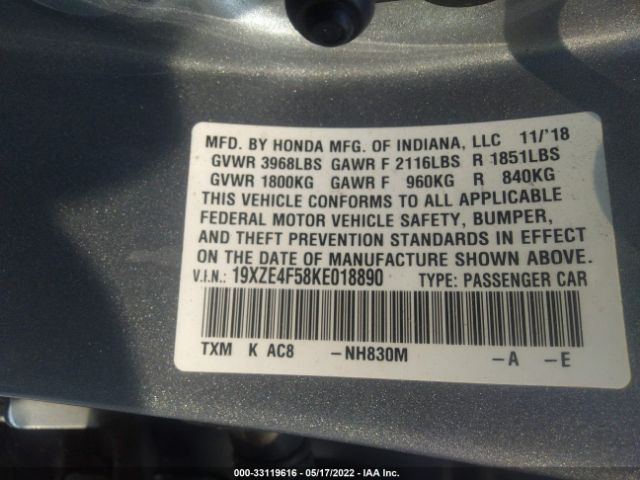 MFD. BY HONDA MFG. OF INDIANA, LLC 11/'18
GVWR 3968LBS GAWR F 2116LBS R 1851LBS
GVWR 1800KG GAWR F 960KG R 840KG
THIS VEHICLE CONFORMS TO ALL APPLICABLE
FEDERAL MOTOR VEHICLE SAFETY, BUMPER,
AND THEFT PREVENTION STANDARDS IN EFFECT
ON THE DATE OF MANUFACTURE SHOWN ABOVE.
V.I.N.: 19XZE4F58KE018890 TYPE: PASSENGER CAR
TXM K AC8 -NH830M -A -E
000-33119616 - 05/17/2022 - IAA Inc.